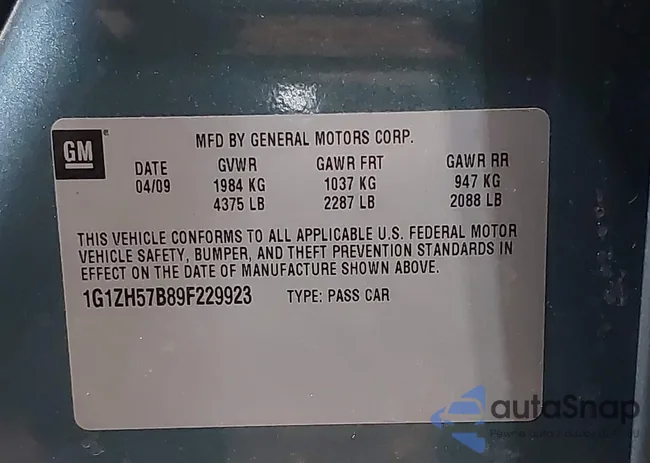 GM
MFD BY GENERAL MOTORS CORP.
DATE GVWR GAWR FRT GAWR RR
04/09 1984 KG 1037 KG 947 KG
4375 LB 2287 LB 2088 LB
THIS VEHICLE CONFORMS TO ALL APPLICABLE U.S. FEDERAL MOTOR
VEHICLE SAFETY, BUMPER, AND THEFT PREVENTION STANDARDS IN
EFFECT ON THE DATE OF MANUFACTURE SHOWN ABOVE.
1G1ZH57B89F229923 TYPE: PASS CAR
autoSnap